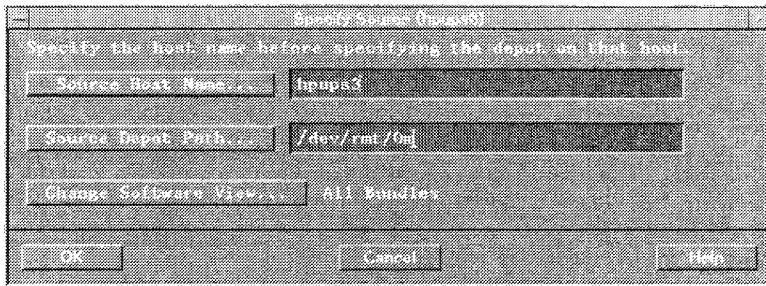 Specify Source (hpups3)
Specify the host name before specifying the depot on that host.
Source Host Name... hpups3
Source Depot Path... /dev/rmt/0m
Change Software View... All Bundles
OK Cancel Help